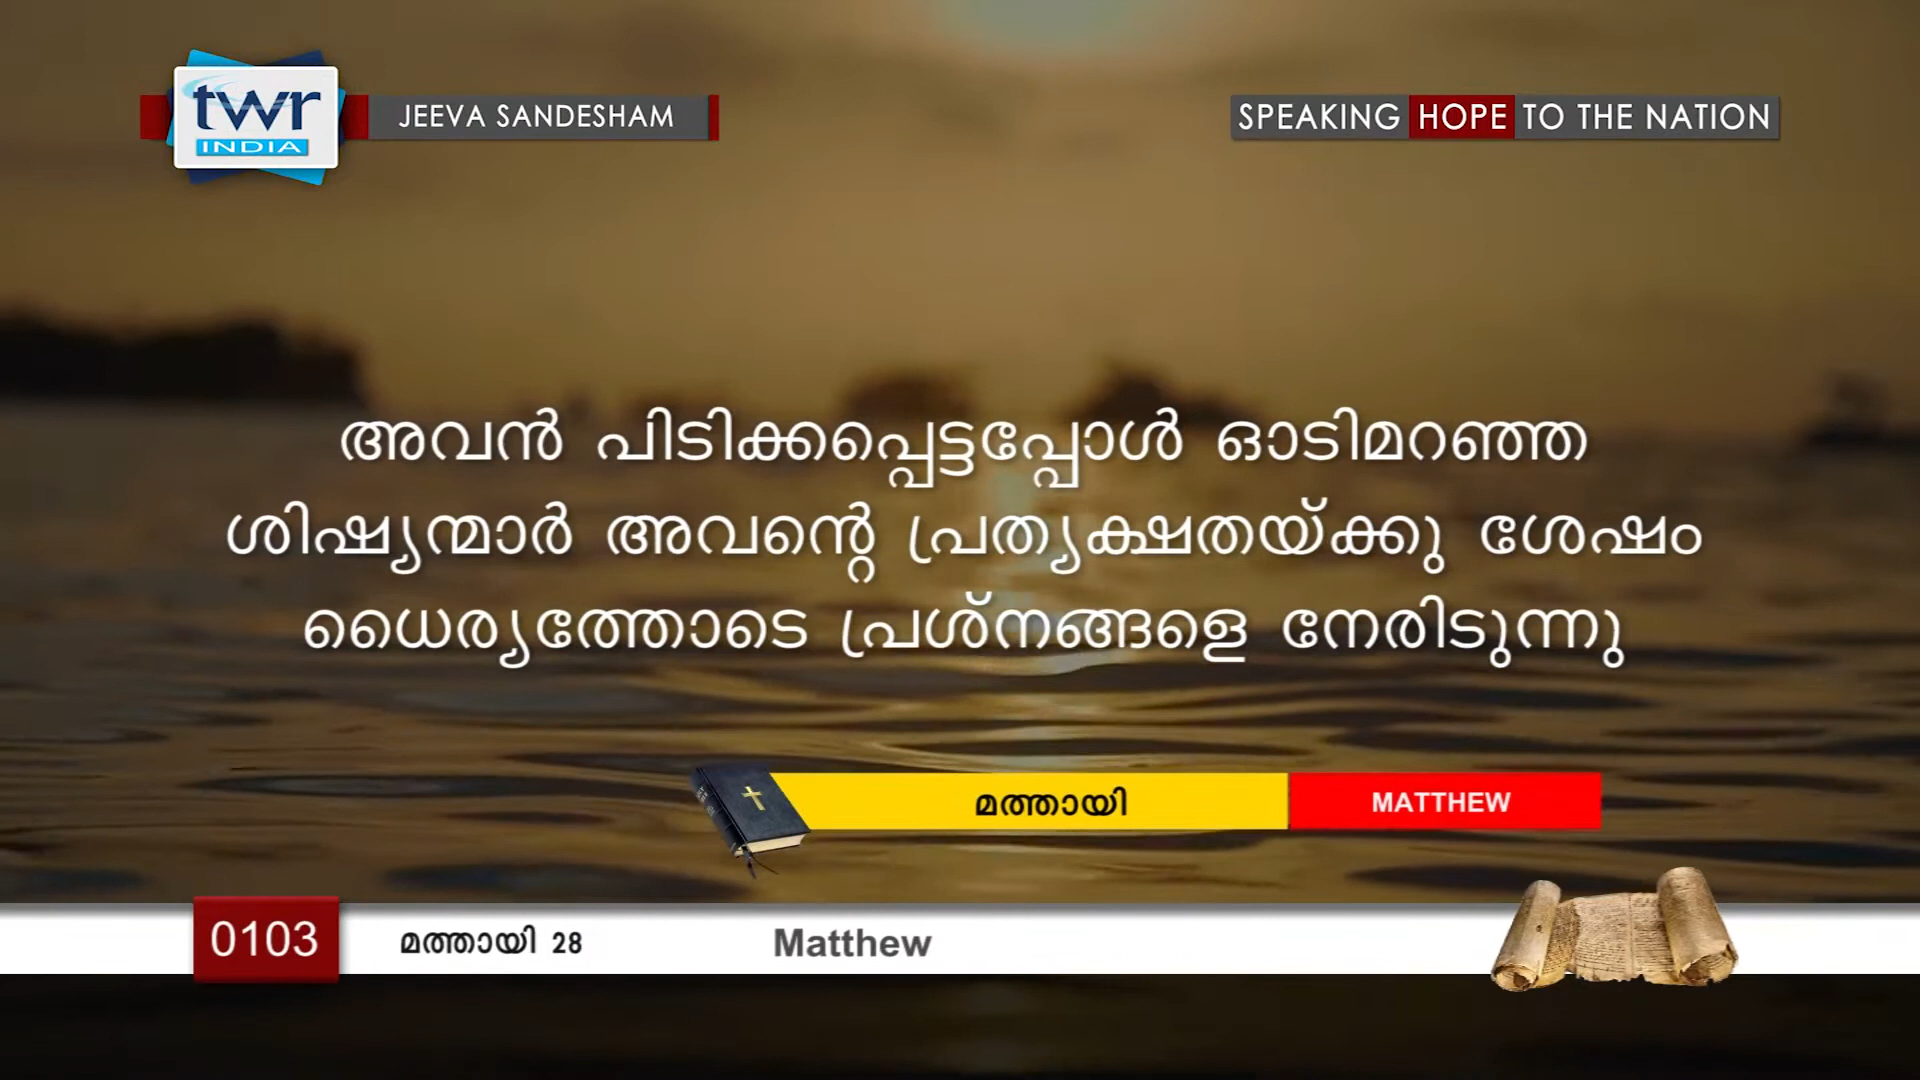 twr
INDIA
JEEVA SANDESHAM
SPEAKING HOPE TO THE NATION
അവൻ പിടിക്കപ്പെട്ടപ്പോൾ ഓടിമറഞ്ഞ
ശിഷ്യന്മാർ അവന്റെ പ്രത്യക്ഷതയ്ക്കു ശേഷം
ധൈര്യത്തോടെ പ്രശ്നങ്ങളെ നേരിടുന്നു
മത്തായി
MATTHEW
0103
മത്തായി 28
Matthew